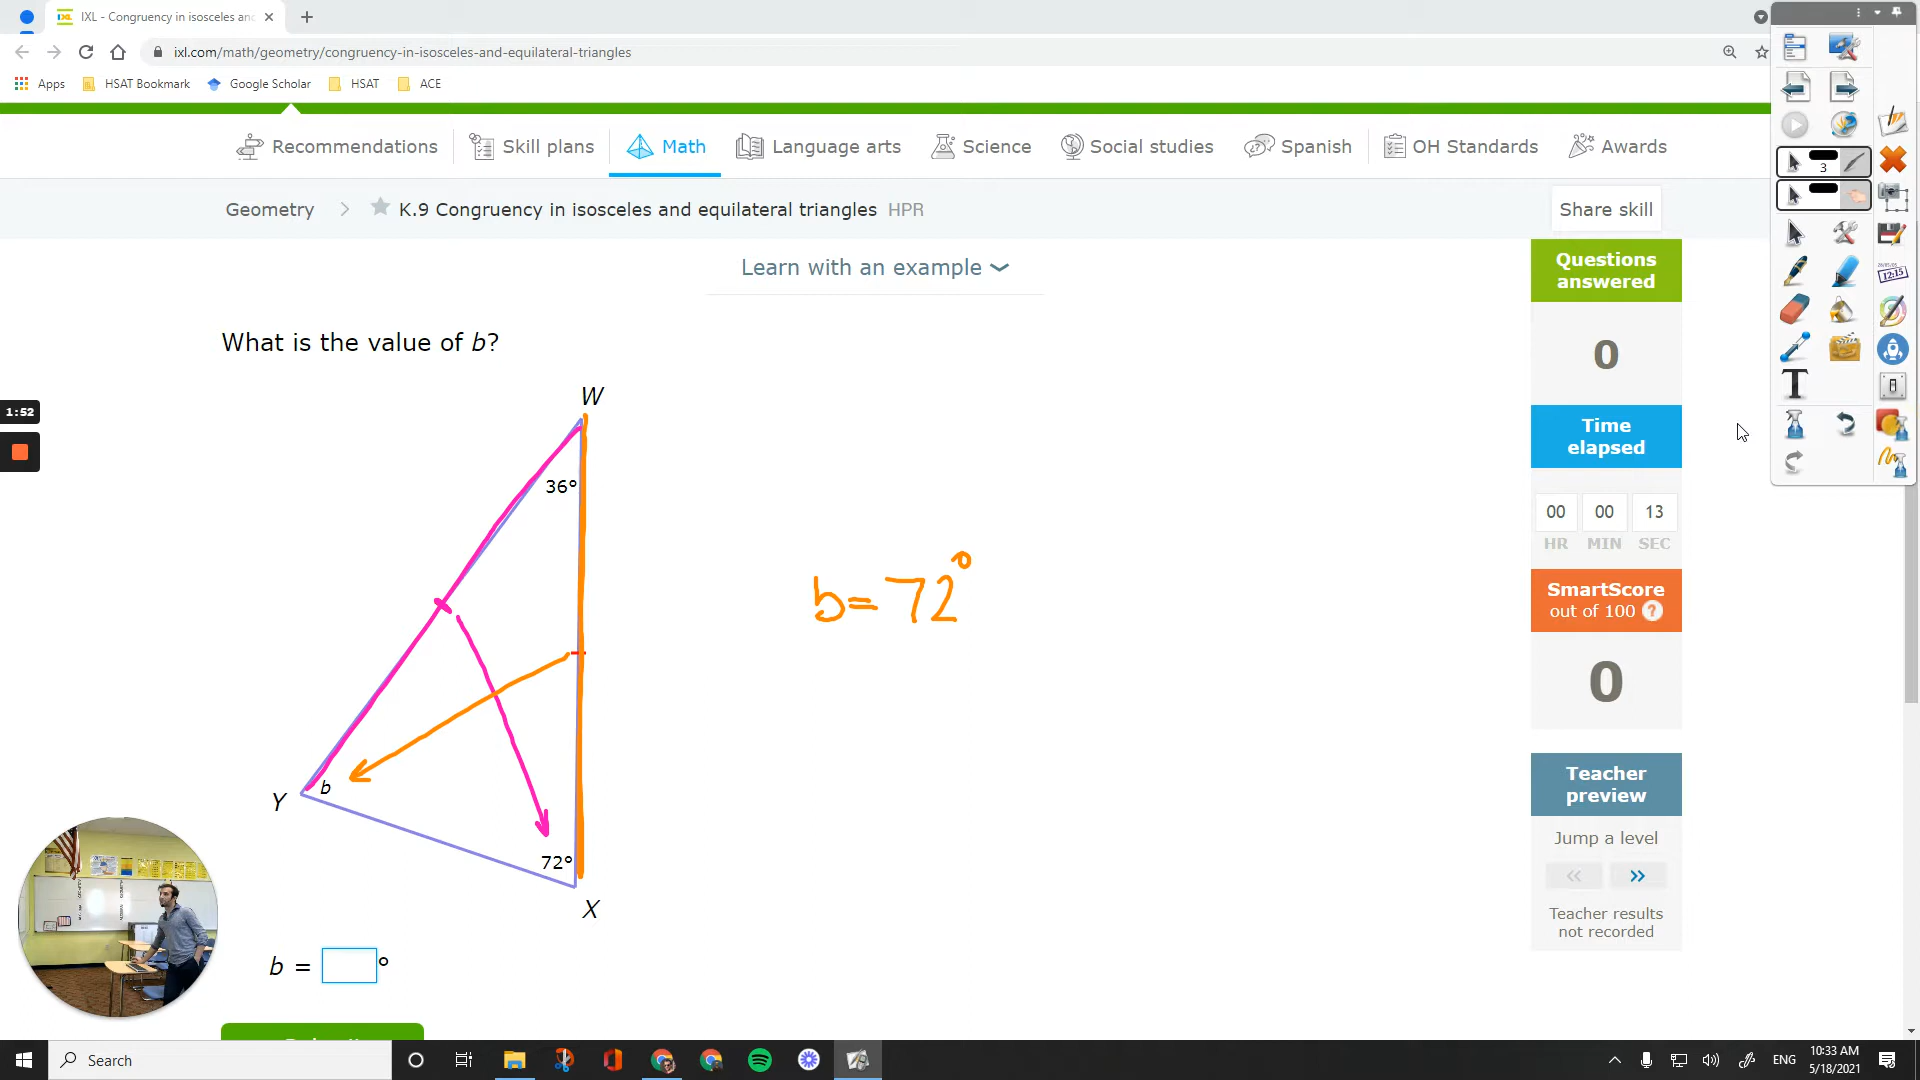 IXL - Congruency in isosceles and
ixl.com/math/geometry/congruency-in-isosceles-and-equilateral-triangles
Apps HSAT Bookmark Google Scholar HSAT ACE
Recommendations Skill plans Math Language arts Science Social studies Spanish OH Standards Awards
Geometry K.9 Congruency in isosceles and equilateral triangles HPR
Share skill
Learn with an example
What is the value of b?
W
36°
Y
b
72°
X
b = 72°
b = °
1:52
Questions
answered
0
Time
elapsed
00 00 13
HR MIN SEC
SmartScore
out of 100 ?
0
Teacher
preview
Jump a level
<< >>
Teacher results
not recorded
3
12:15
T
Search
ENG
10:33 AM
5/18/2021